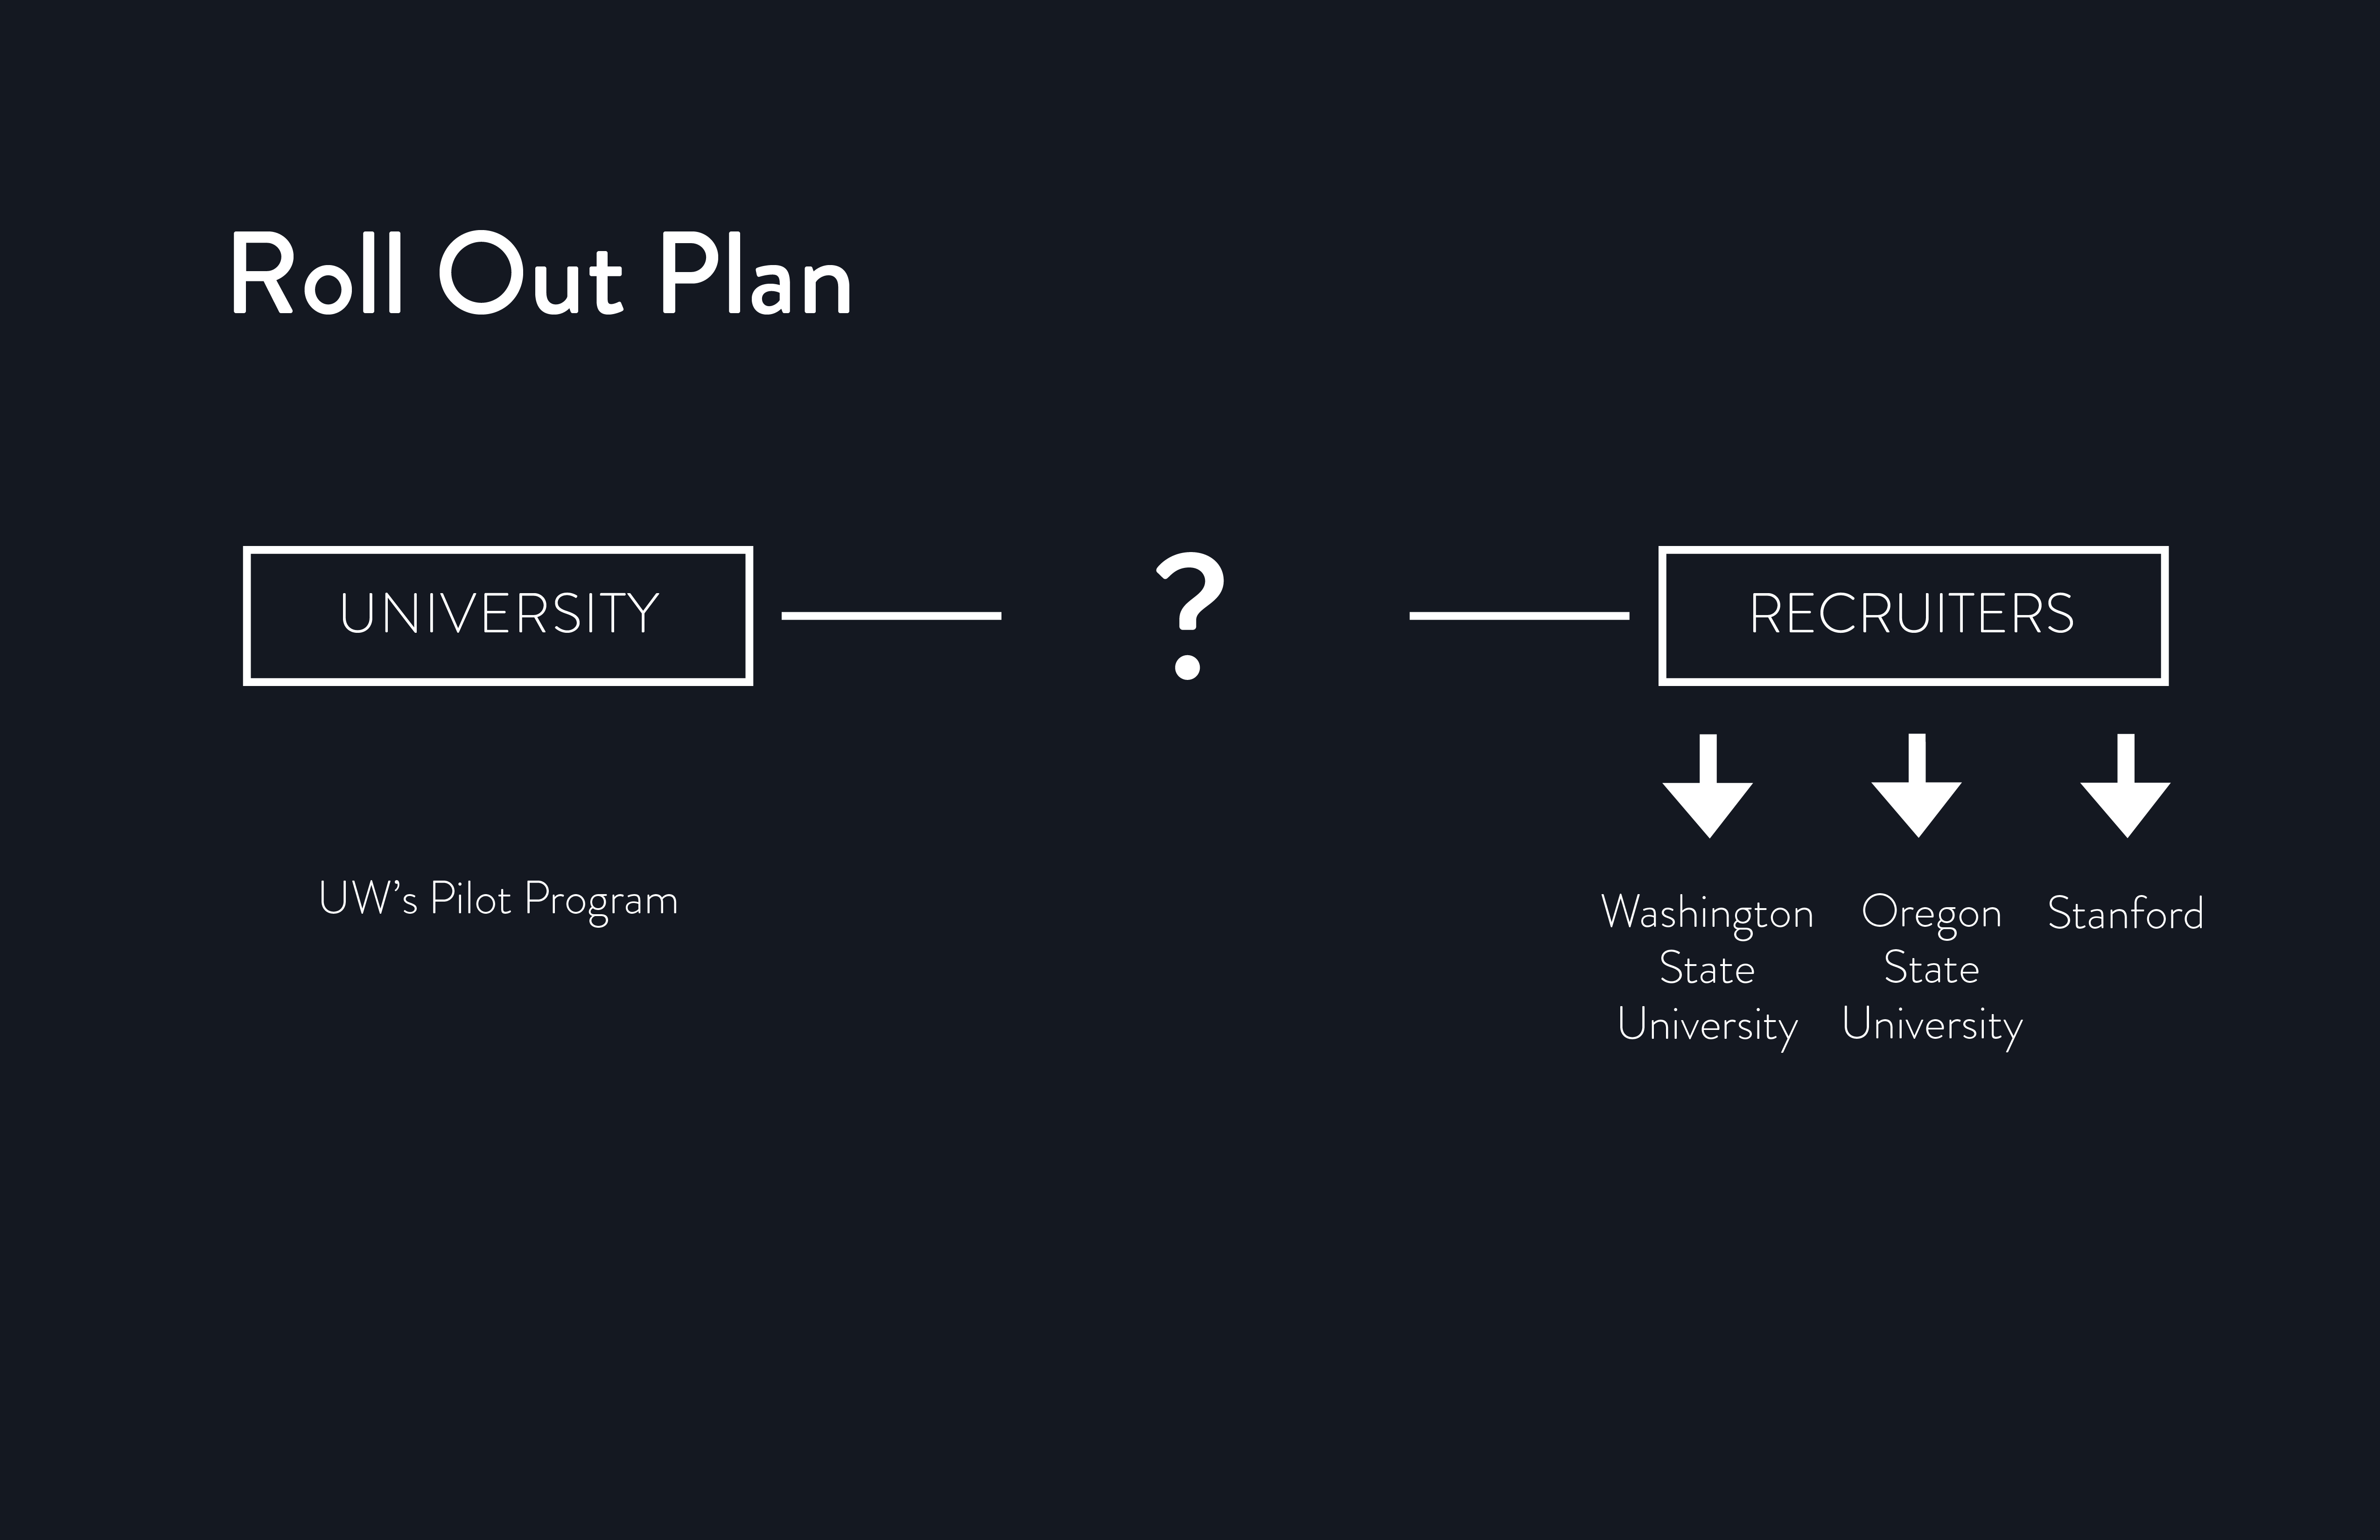 Roll Out Plan
UNIVERSITY
?
RECRUITERS
UW’s Pilot Program
Washington
State
University
Oregon
State
University
Stanford